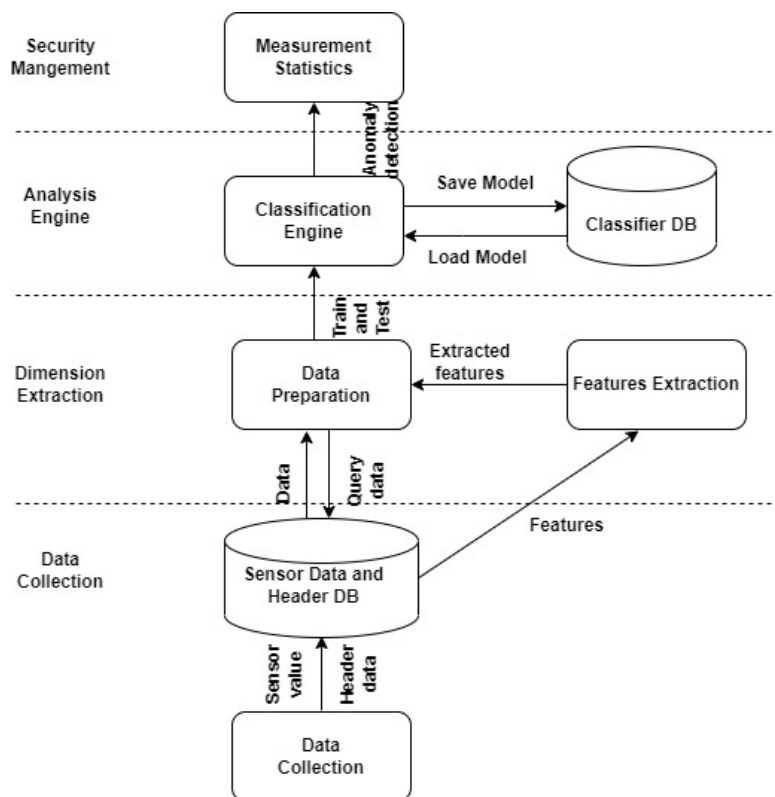 Security
Mangement
Measurement
Statistics
Anomaly
detection
Analysis
Engine
Classification
Engine
Save Model
Load Model
Classifier DB
Train
and
Test
Dimension
Extraction
Data
Preparation
Extracted
features
Features Extraction
Data
Query
data
Features
Data
Collection
Sensor Data and
Header DB
Sensor
value
Header
data
Data
Collection